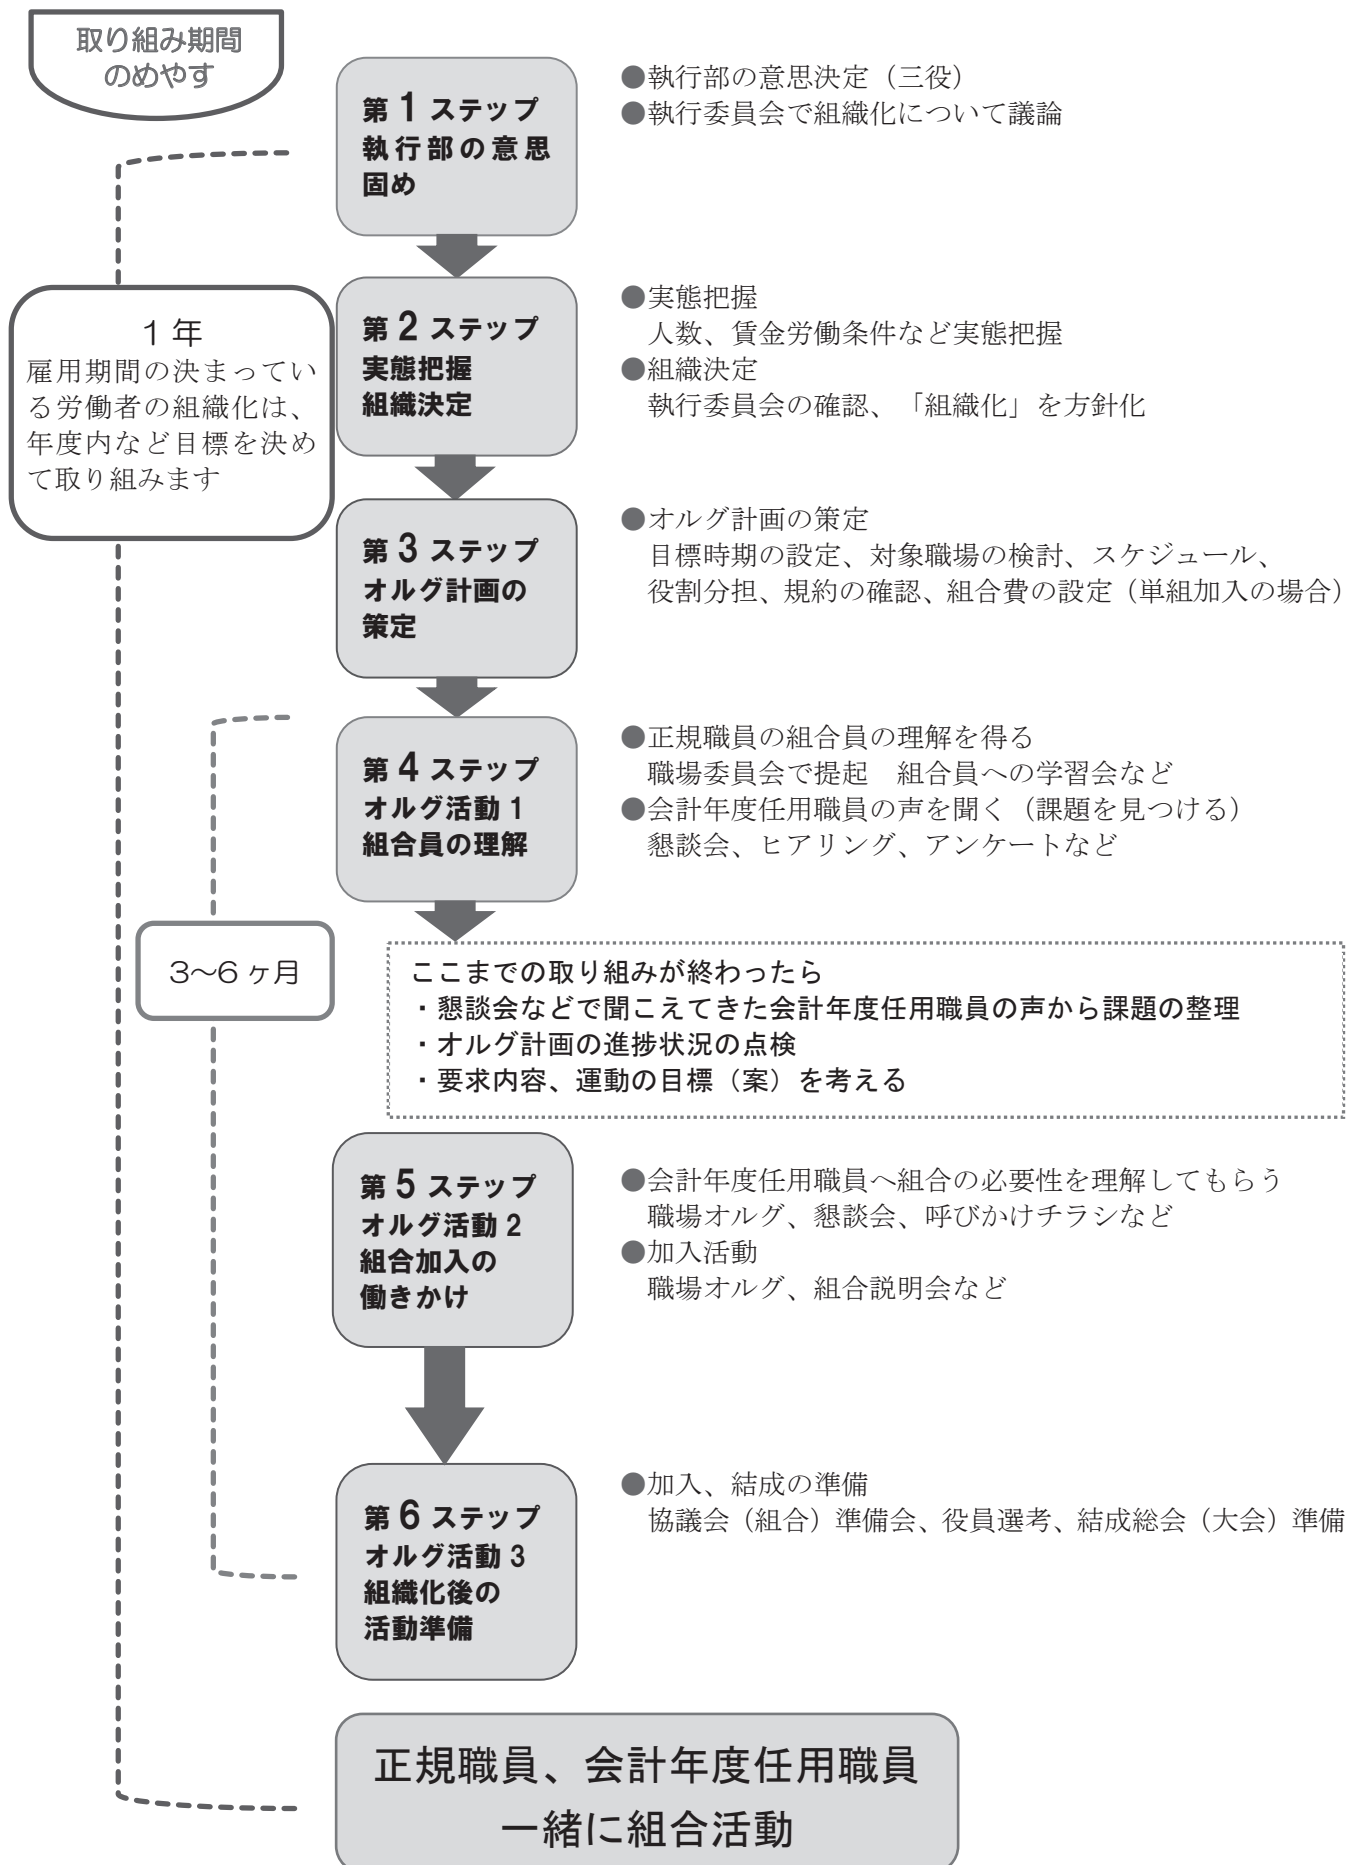 取り組み期間
のめやす
第1ステップ
執行部の意思
固め
●執行部の意思決定（三役）
●執行委員会で組織化について議論
1年
雇用期間の決まってい
る労働者の組織化は、
年度内など目標を決め
て取り組みます
第2ステップ
実態把握
組織決定
●実態把握
人数、賃金労働条件など実態把握
●組織決定
執行委員会の確認、「組織化」を方針化
第3ステップ
オルグ計画の
策定
●オルグ計画の策定
目標時期の設定、対象職場の検討、スケジュール、
役割分担、規約の確認、組合費の設定（単組加入の場合）
第4ステップ
オルグ活動1
組合員の理解
●正規職員の組合員の理解を得る
職場委員会で提起　組合員への学習会など
●会計年度任用職員の声を聞く（課題を見つける）
懇談会、ヒアリング、アンケートなど
3〜6ヶ月
ここまでの取り組みが終わったら
・懇談会などで聞こえてきた会計年度任用職員の声から課題の整理
・オルグ計画の進捗状況の点検
・要求内容、運動の目標（案）を考える
第5ステップ
オルグ活動2
組合加入の
働きかけ
●会計年度任用職員へ組合の必要性を理解してもらう
職場オルグ、懇談会、呼びかけチラシなど
●加入活動
職場オルグ、組合説明会など
第6ステップ
オルグ活動3
組織化後の
活動準備
●加入、結成の準備
協議会（組合）準備会、役員選考、結成総会（大会）準備
正規職員、会計年度任用職員
一緒に組合活動